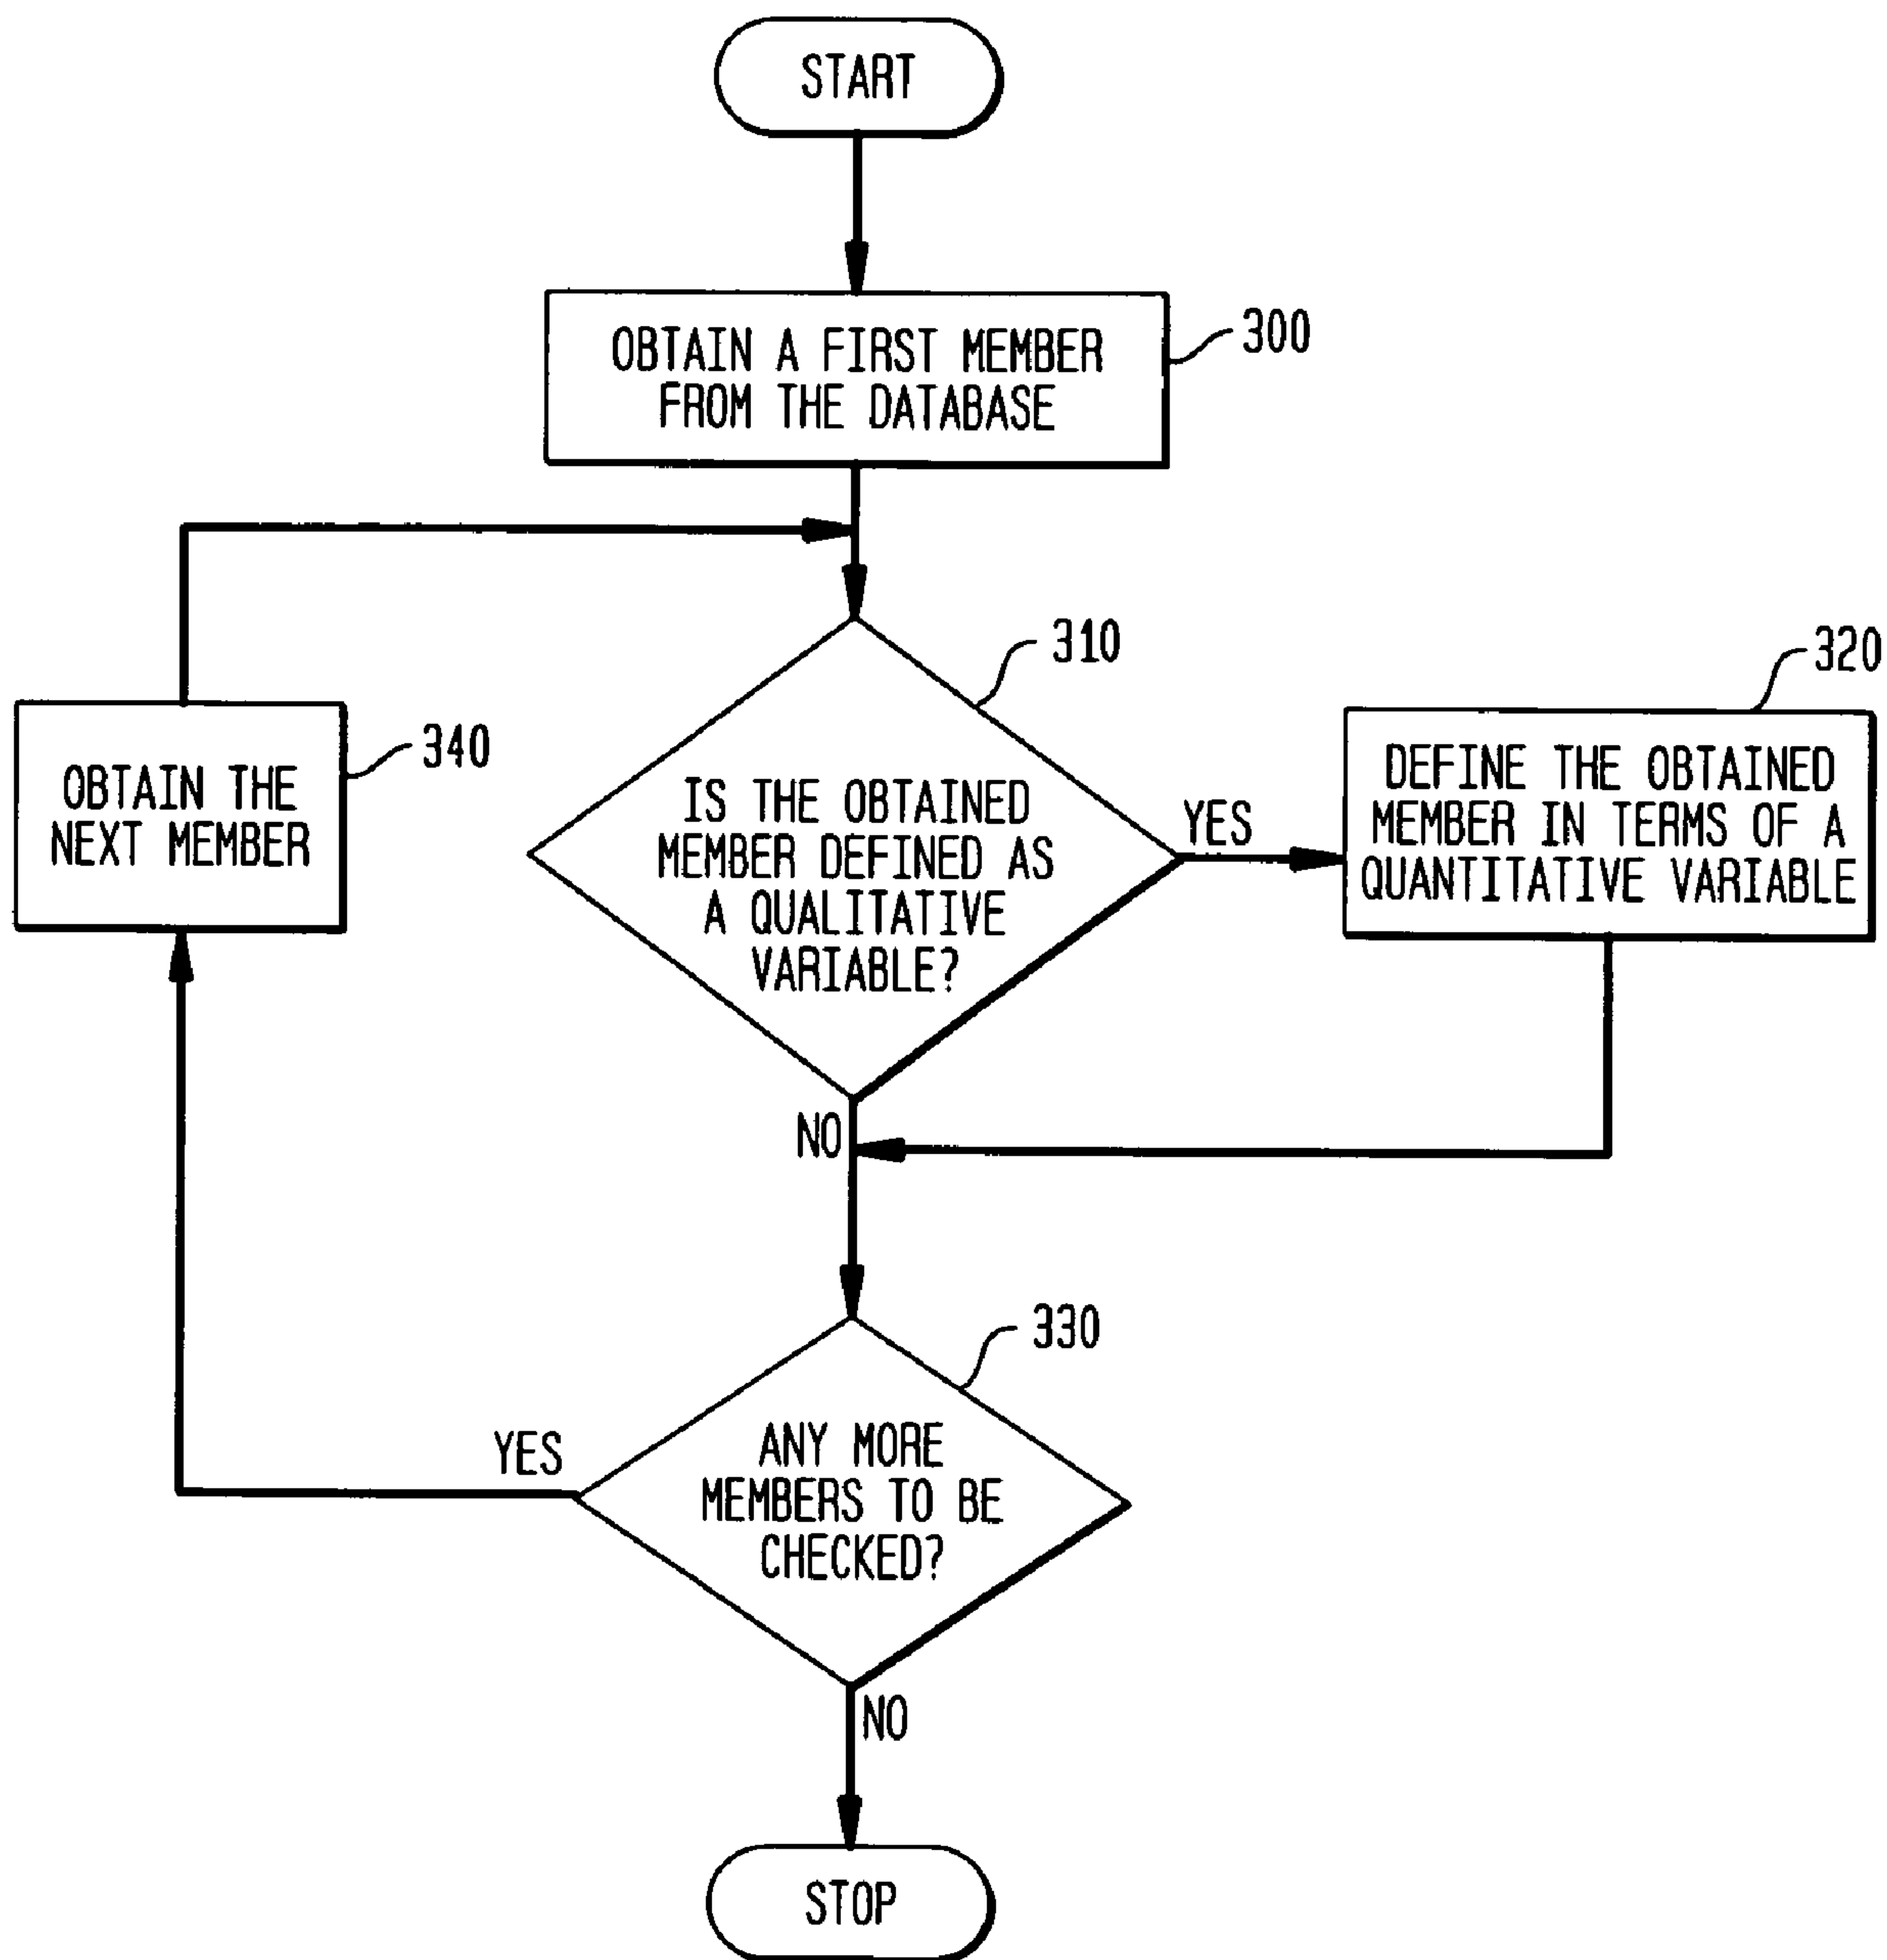 START
OBTAIN A FIRST MEMBER
FROM THE DATABASE
300
310
320
340
OBTAIN THE
NEXT MEMBER
IS THE OBTAINED
MEMBER DEFINED AS
A QUALITATIVE
VARIABLE?
YES
DEFINE THE OBTAINED
MEMBER IN TERMS OF A
QUANTITATIVE VARIABLE
NO
330
YES
ANY MORE
MEMBERS TO BE
CHECKED?
NO
STOP